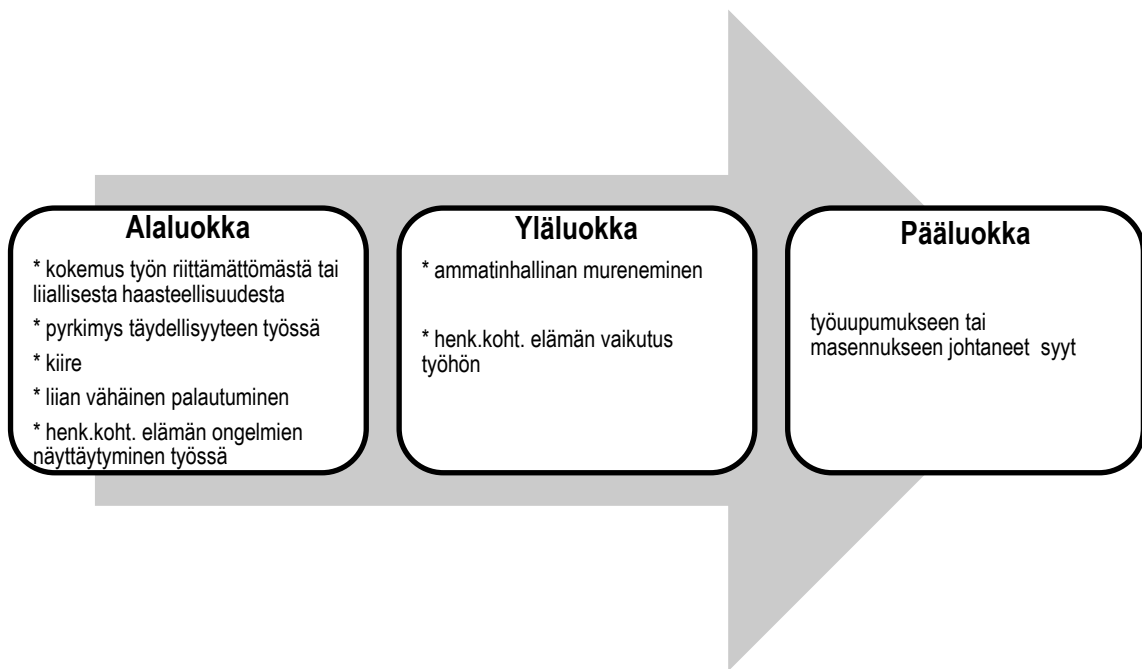 Alaluokka
* kokemus työn riittämättömästä tai
liiallisesta haasteellisuudesta
* pyrkimys täydellisyyteen työssä
* kiire
* liian vähäinen palautuminen
* henk.koht. elämän ongelmien
näyttäytyminen työssä
Yläluokka
* ammatinhallinan mureneminen
* henk.koht. elämän vaikutus
työhön
Pääluokka
työuupumukseen tai
masennukseen johtaneet  syyt